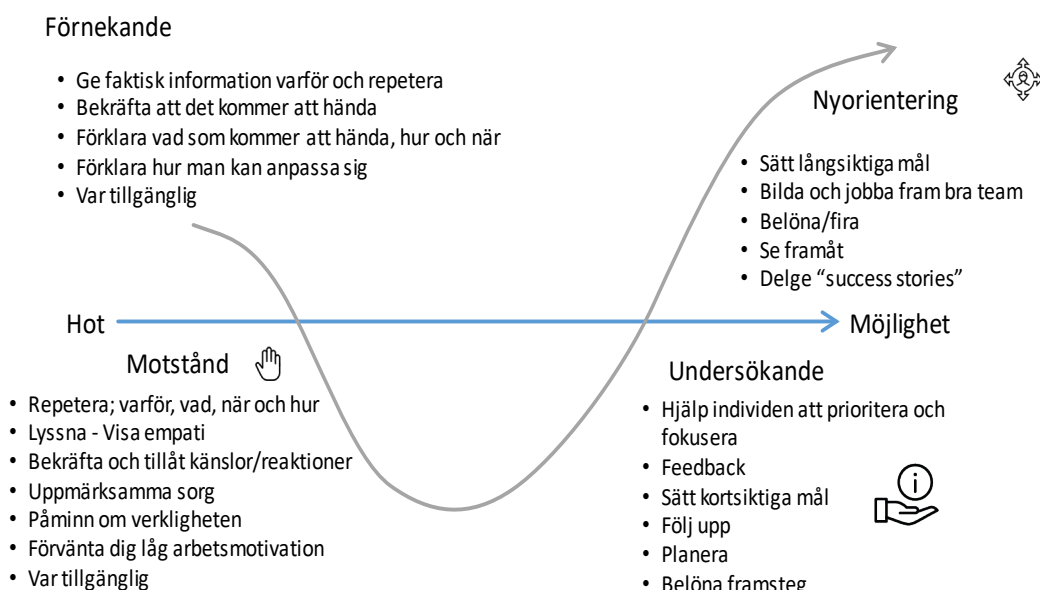 Förnekande
• Ge faktisk information varför och repetera
• Bekräfta att det kommer att hända
• Förklara vad som kommer att hända, hur och när
• Förklara hur man kan anpassa sig
• Var tillgänglig
Nyorientering
• Sätt långsiktiga mål
• Bilda och jobba fram bra team
• Belöna/fira
• Se framåt
• Delge “success stories”
Hot
Möjlighet
Motstånd
• Repetera; varför, vad, när och hur
• Lyssna - Visa empati
• Bekräfta och tillåt känslor/reaktioner
• Uppmärksamma sorg
• Påminn om verkligheten
• Förvänta dig låg arbetsmotivation
• Var tillgänglig
Undersökande
• Hjälp individen att prioritera och
fokusera
• Feedback
• Sätt kortsiktiga mål
• Följ upp
• Planera
• Belöna framsteg